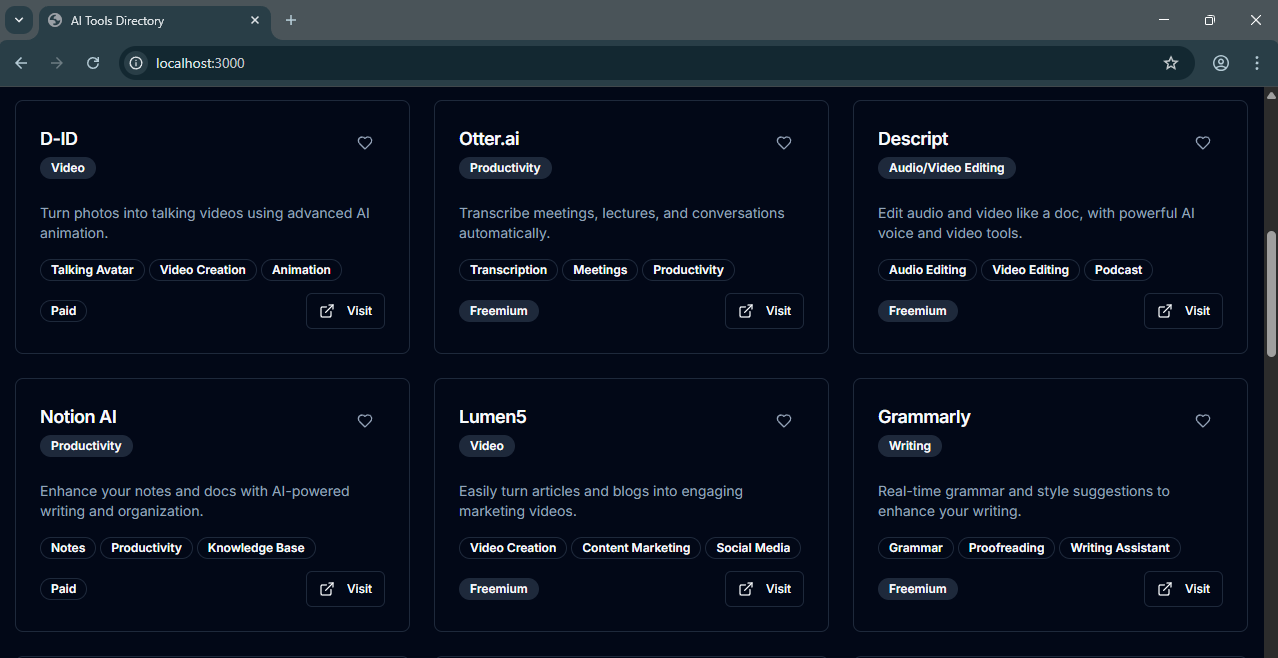 AI Tools Directory
localhost:3000
D-ID
Video
Turn photos into talking videos using advanced AI
animation.
Talking Avatar Video Creation Animation
Paid Visit
Otter.ai
Productivity
Transcribe meetings, lectures, and conversations
automatically.
Transcription Meetings Productivity
Freemium Visit
Descript
Audio/Video Editing
Edit audio and video like a doc, with powerful AI
voice and video tools.
Audio Editing Video Editing Podcast
Freemium Visit
Notion AI
Productivity
Enhance your notes and docs with AI-powered
writing and organization.
Notes Productivity Knowledge Base
Paid Visit
Lumen5
Video
Easily turn articles and blogs into engaging
marketing videos.
Video Creation Content Marketing Social Media
Freemium Visit
Grammarly
Writing
Real-time grammar and style suggestions to
enhance your writing.
Grammar Proofreading Writing Assistant
Freemium Visit